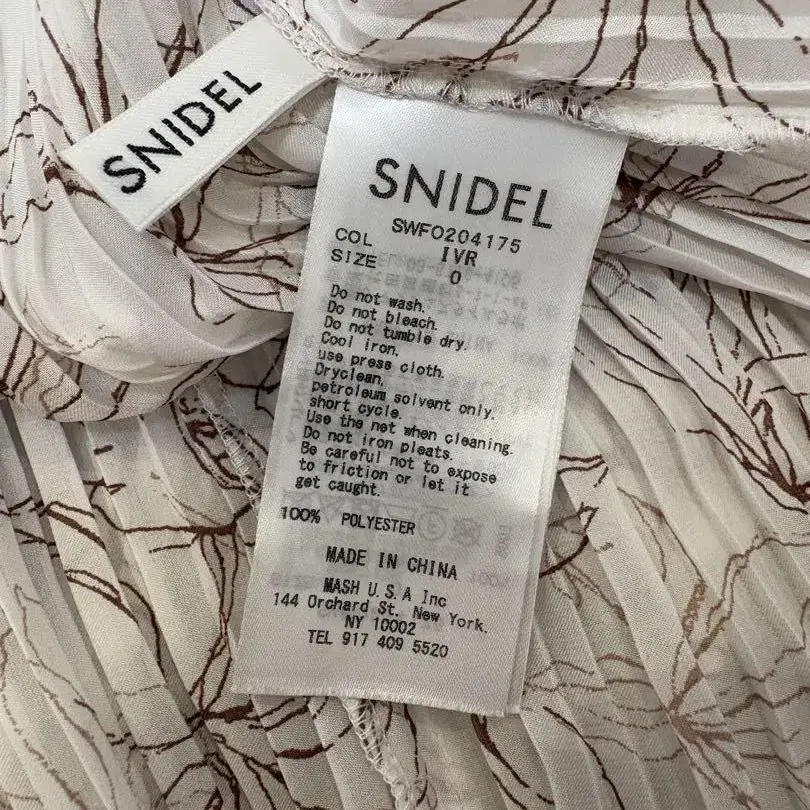 SNIDEL
SNIDEL
SWFO204175
COL IVR
SIZE 0
Do not wash.
Do not bleach.
Do not tumble dry.
Cool iron,
use press cloth.
Dryclean,
petroleum solvent only.
short cycle.
Use the net when cleaning.
Do not iron pleats.
Be careful not to expose
to friction or let it
get caught.
100% POLYESTER
MADE IN CHINA
MASH U.S.A Inc
144 Orchard St. New York.
NY 10002
TEL 917 409 5520